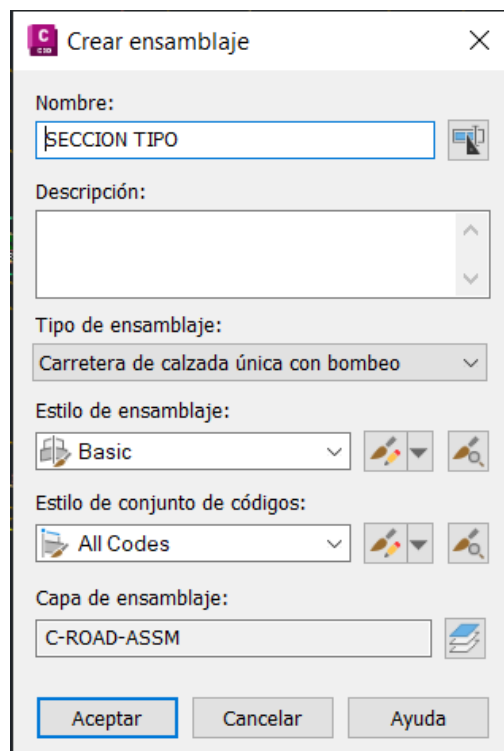 C
C3D
Crear ensamblaje
Nombre:
SECCION TIPO
Descripción:
Tipo de ensamblaje:
Carretera de calzada única con bombeo
Estilo de ensamblaje:
Basic
Estilo de conjunto de códigos:
All Codes
Capa de ensamblaje:
C-ROAD-ASSM
Aceptar
Cancelar
Ayuda